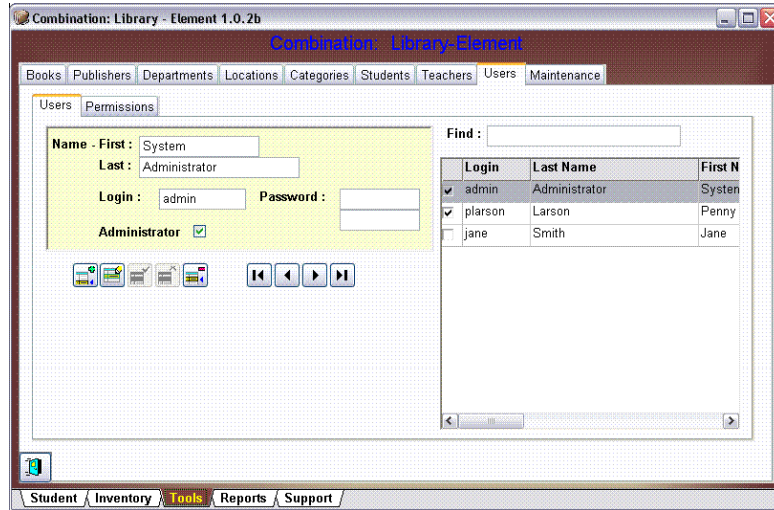 Combination: Library - Element 1.0.2b
Combination: Library-Element
Books Publishers Departments Locations Categories Students Teachers Users Maintenance
Users Permissions
Name - First : System
Last : Administrator
Login : admin Password :
Administrator
Find :
Login Last Name First N
admin Administrator System
plarson Larson Penny
jane Smith Jane
Student Inventory Tools Reports Support